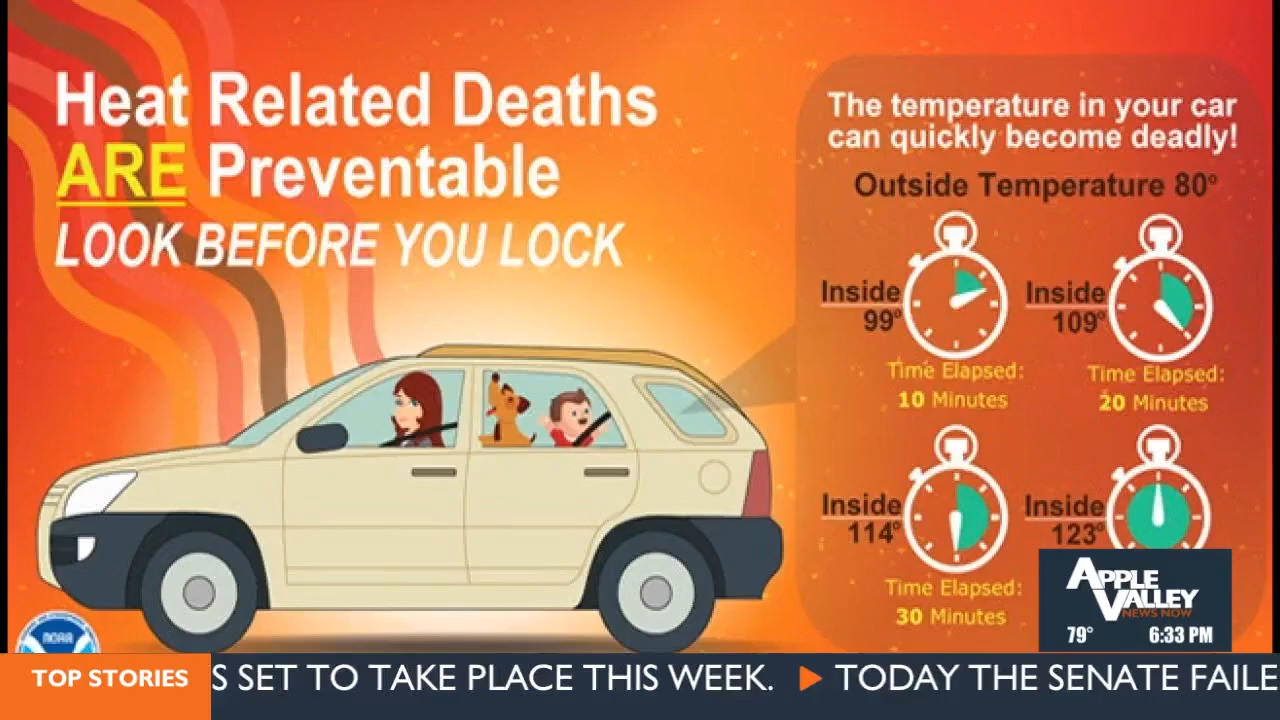 Heat Related Deaths
ARE Preventable
LOOK BEFORE YOU LOCK
The temperature in your car
can quickly become deadly!
Outside Temperature 80°
Inside
99°
Time Elapsed:
10 Minutes
Inside
109°
Time Elapsed:
20 Minutes
Inside
114°
Time Elapsed:
30 Minutes
Inside
123°
NOAA
APPLE
VALLEY
NEWS NOW
79° 6:33 PM
TOP STORIES
S SET TO TAKE PLACE THIS WEEK. TODAY THE SENATE FAILE